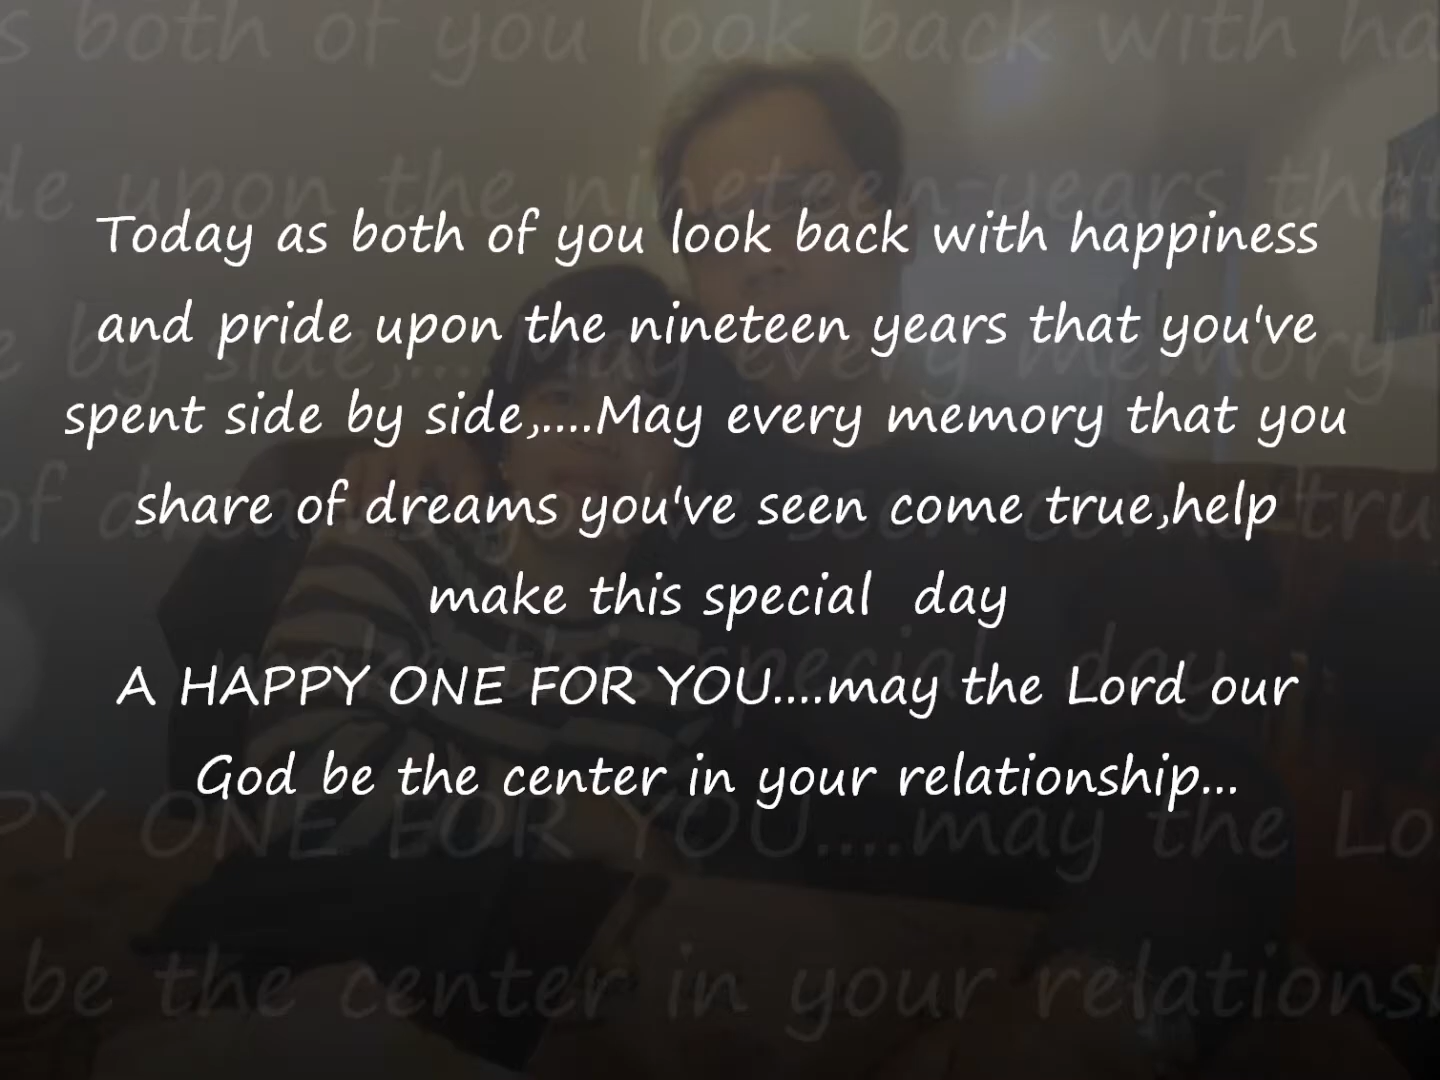 Today as both of you look back with happiness
and pride upon the nineteen years that you've
spent side by side,....May every memory that you
share of dreams you've seen come true,help
make this special day
A HAPPY ONE FOR YOU....may the Lord our
God be the center in your relationship...